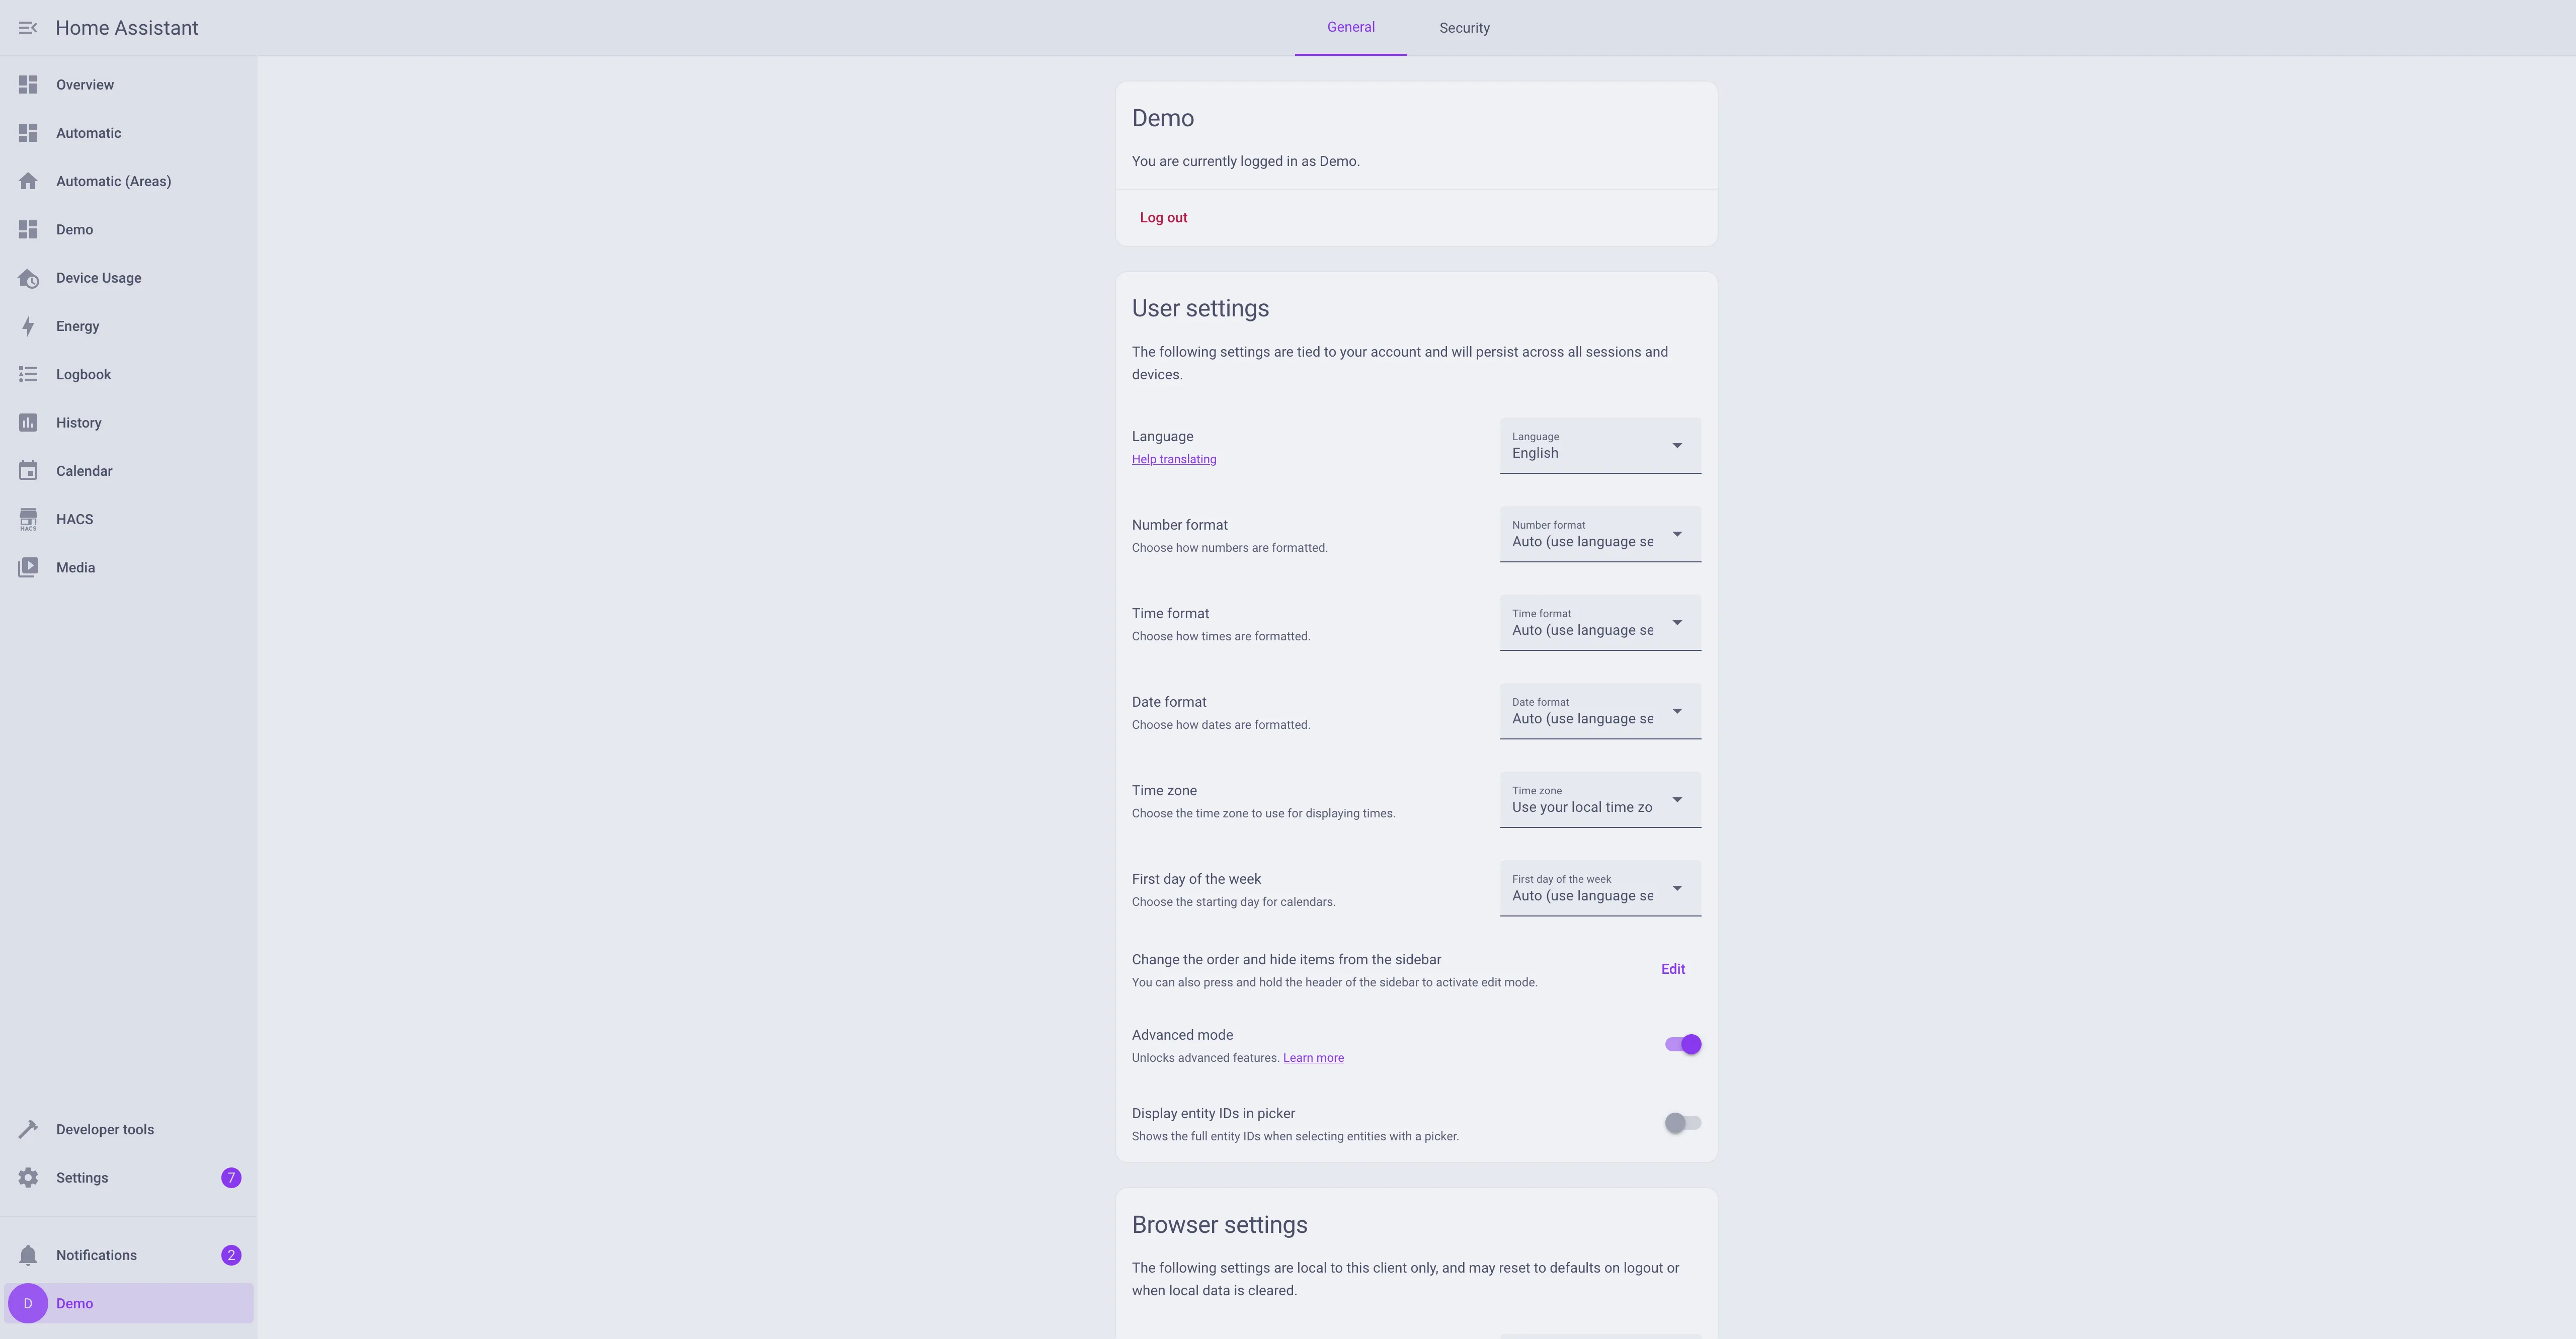 Home Assistant
General
Security
Overview
Automatic
Automatic (Areas)
Demo
Device Usage
Energy
Logbook
History
Calendar
HACS
HACS
Media
Developer tools
Settings
7
Notifications
2
D
Demo
Demo
You are currently logged in as Demo.
Log out
User settings
The following settings are tied to your account and will persist across all sessions and
devices.
Language
Help translating
Language
English
Number format
Choose how numbers are formatted.
Number format
Auto (use language se
Time format
Choose how times are formatted.
Time format
Auto (use language se
Date format
Choose how dates are formatted.
Date format
Auto (use language se
Time zone
Choose the time zone to use for displaying times.
Time zone
Use your local time zo
First day of the week
Choose the starting day for calendars.
First day of the week
Auto (use language se
Change the order and hide items from the sidebar
You can also press and hold the header of the sidebar to activate edit mode.
Edit
Advanced mode
Unlocks advanced features. Learn more
Display entity IDs in picker
Shows the full entity IDs when selecting entities with a picker.
Browser settings
The following settings are local to this client only, and may reset to defaults on logout or
when local data is cleared.